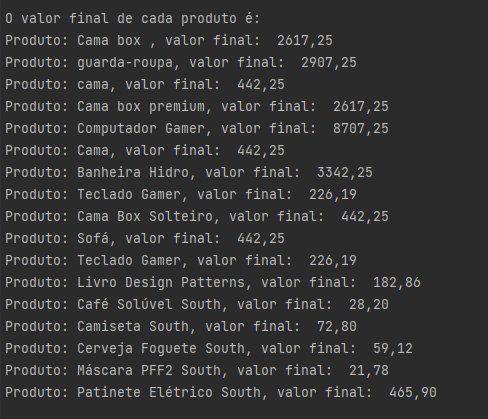 O valor final de cada produto é:
Produto: Cama box , valor final:  2617,25
Produto: guarda-roupa, valor final:  2907,25
Produto: cama, valor final:  442,25
Produto: Cama box premium, valor final:  2617,25
Produto: Computador Gamer, valor final:  8707,25
Produto: Cama, valor final:  442,25
Produto: Banheira Hidro, valor final:  3342,25
Produto: Teclado Gamer, valor final:  226,19
Produto: Cama Box Solteiro, valor final:  442,25
Produto: Sofá, valor final:  442,25
Produto: Teclado Gamer, valor final:  226,19
Produto: Livro Design Patterns, valor final:  182,86
Produto: Café Solúvel South, valor final:  28,20
Produto: Camiseta South, valor final:  72,80
Produto: Cerveja Foguete South, valor final:  59,12
Produto: Máscara PFF2 South, valor final:  21,78
Produto: Patinete Elétrico South, valor final:  465,90